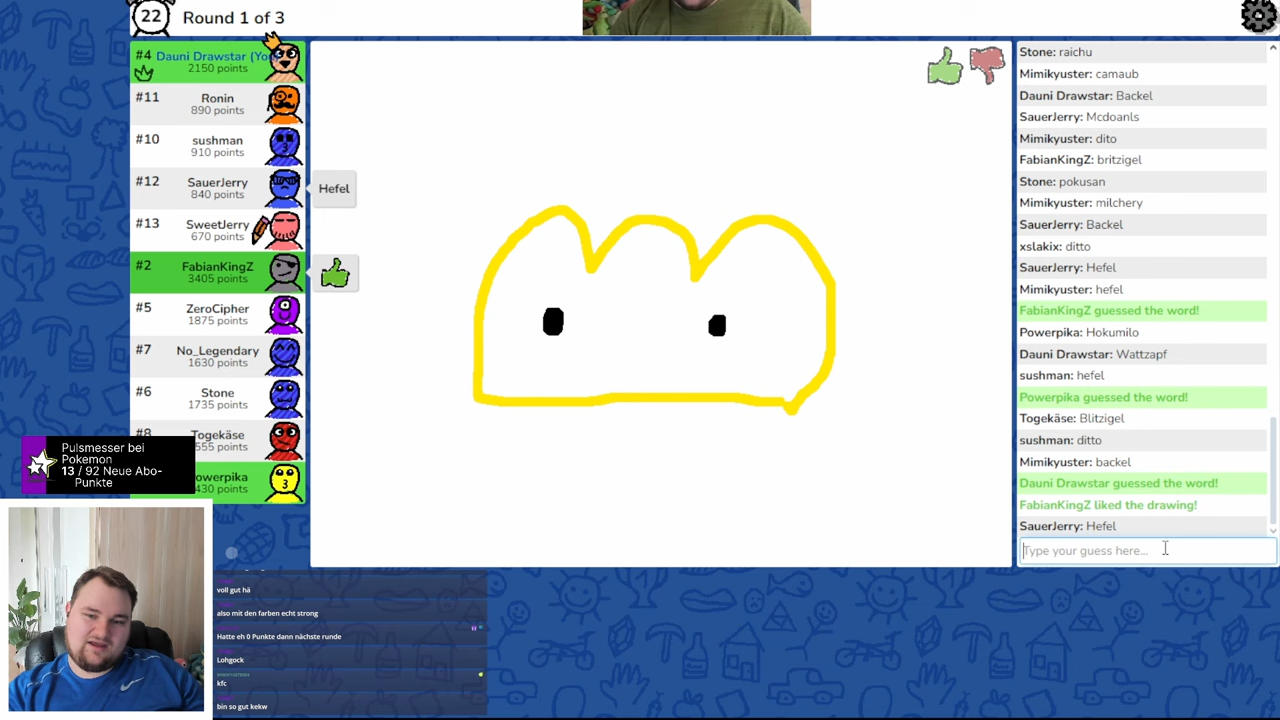 22
Round 1 of 3
#4
Dauni Drawstar (You)
2150 points
#11
Ronin
890 points
#10
sushman
910 points
#12
SauerJerry
840 points
Hefel
#13
SweetJerry
670 points
#2
FabianKingZ
3405 points
#5
ZeroCipher
1875 points
#7
No_Legendary
1630 points
#6
Stone
1735 points
#8
Togekäse
555 points
owerpika
430 points
Pulsmesser bei
Pokemon
13 / 92 Neue Abo-
Punkte
voll gut hä
also mit den farben echt strong
Hatte eh 0 Punkte dann nächste runde
Lohgock
kfc
bin so gut kekw
Stone: raichu
Mimikyuster: camaub
Dauni Drawstar: Backel
SauerJerry: Mcdoanls
Mimikyuster: dito
FabianKingZ: britzigel
Stone: pokusan
Mimikyuster: milchery
SauerJerry: Backel
xslakix: ditto
SauerJerry: Hefel
Mimikyuster: hefel
FabianKingZ guessed the word!
Powerpika: Hokumilo
Dauni Drawstar: Wattzapf
sushman: hefel
Powerpika guessed the word!
Togekäse: Blitzigel
sushman: ditto
Mimikyuster: backel
Dauni Drawstar guessed the word!
FabianKingZ liked the drawing!
SauerJerry: Hefel
Type your guess here...